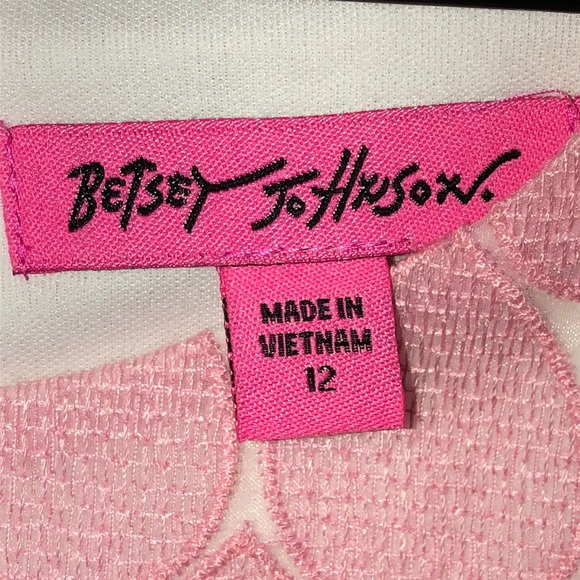 BETSEY JOHNSON.
MADE IN
VIETNAM
12